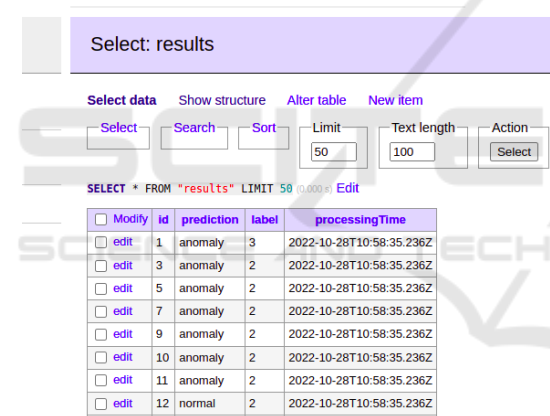 Select: results
Select data Show structure Alter table New item
Select Search Sort Limit Text length Action
50 100 Select
SELECT * FROM "results" LIMIT 50 (0.000 s) Edit
Modify id prediction label processingTime
edit 1 anomaly 3 2022-10-28T10:58:35.236Z
edit 3 anomaly 2 2022-10-28T10:58:35.236Z
edit 5 anomaly 2 2022-10-28T10:58:35.236Z
edit 7 anomaly 2 2022-10-28T10:58:35.236Z
edit 9 anomaly 2 2022-10-28T10:58:35.236Z
edit 10 anomaly 2 2022-10-28T10:58:35.236Z
edit 11 anomaly 2 2022-10-28T10:58:35.236Z
edit 12 normal 2 2022-10-28T10:58:35.236Z